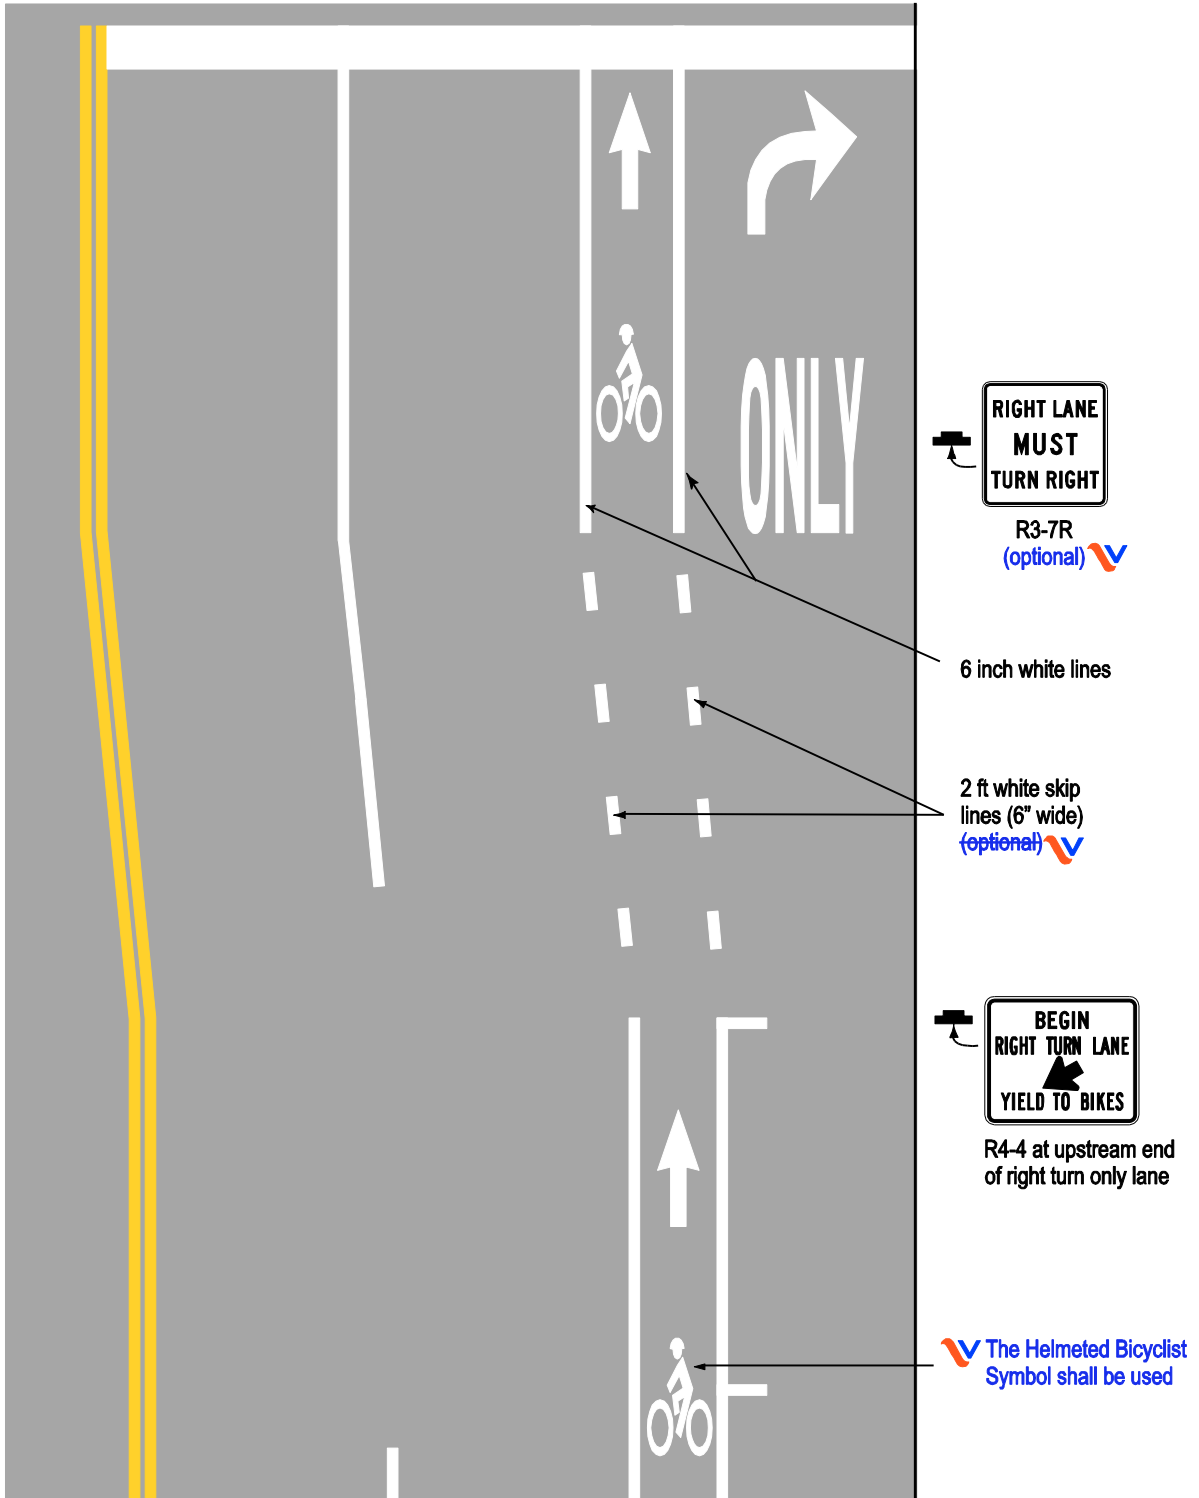 ONLY
RIGHT LANE
MUST
TURN RIGHT
R3-7R
(optional)
6 inch white lines
2 ft white skip
lines (6” wide)
(optional)
BEGIN
RIGHT TURN LANE
YIELD TO BIKES
R4-4 at upstream end
of right turn only lane
The Helmeted Bicyclist
Symbol shall be used